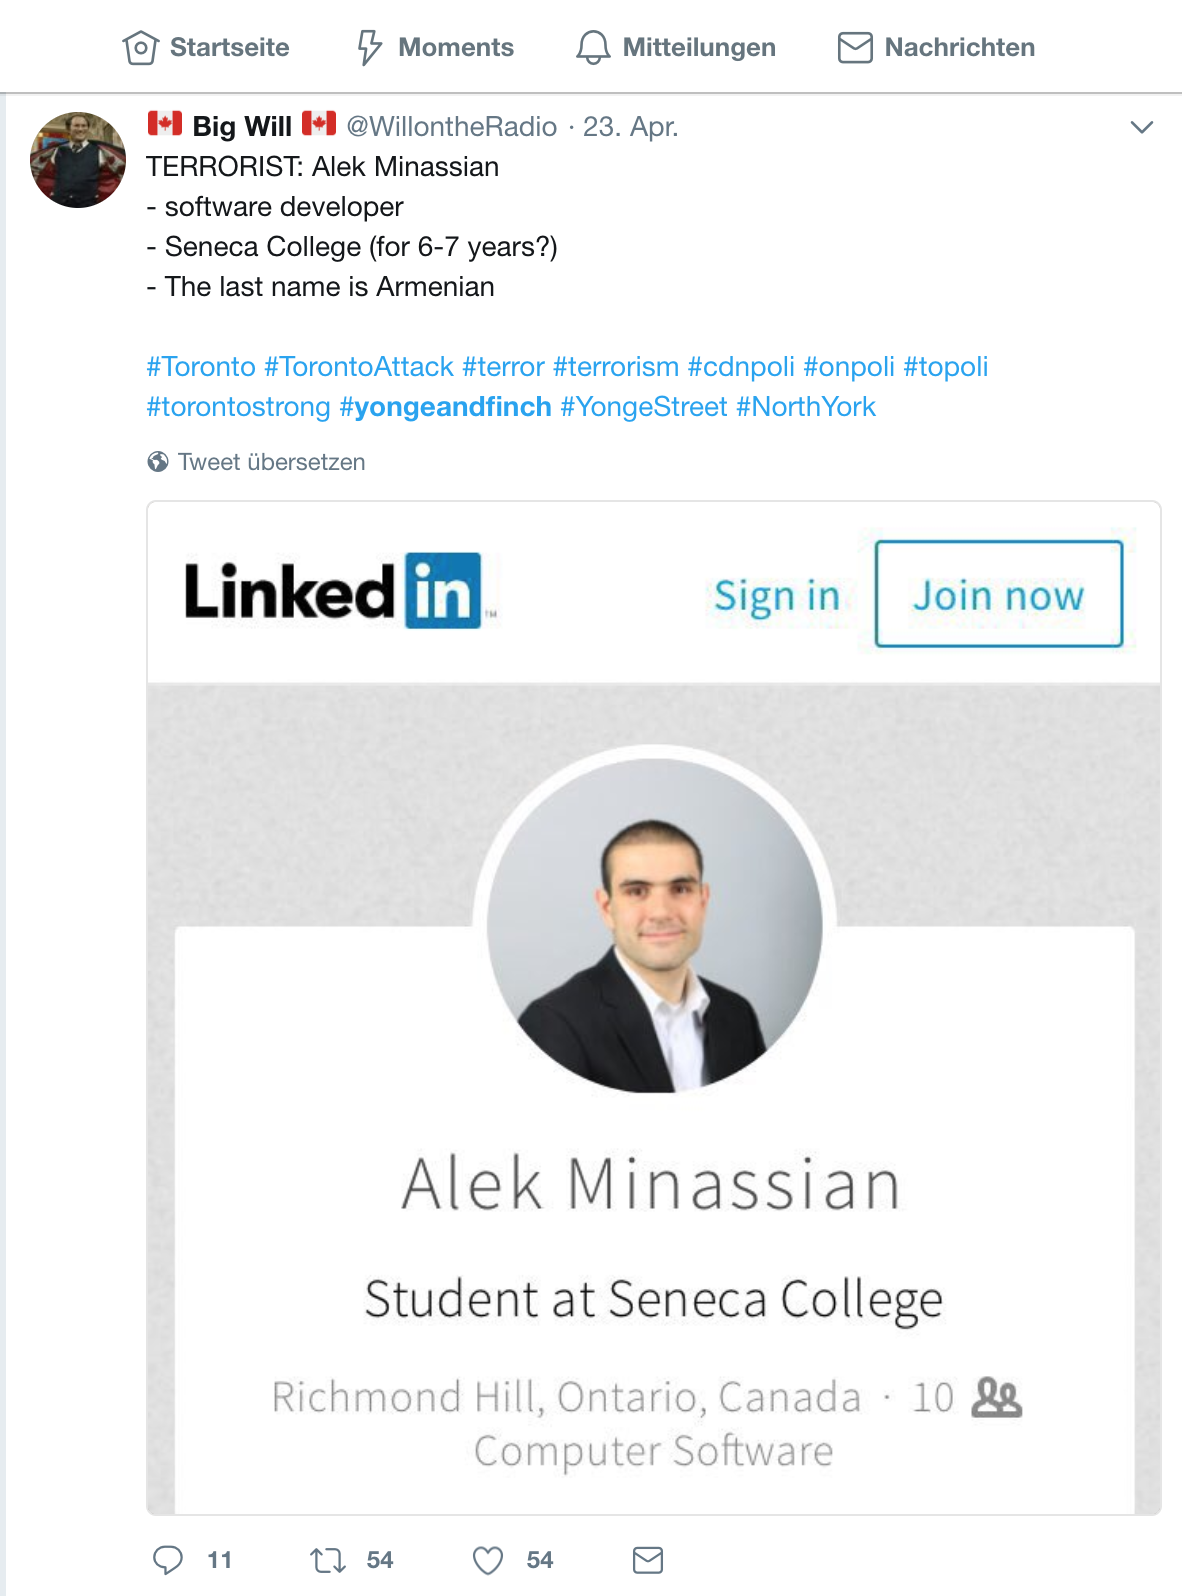 Startseite Moments Mitteilungen Nachrichten
Big Will @WillontheRadio · 23. Apr.
TERRORIST: Alek Minassian
- software developer
- Seneca College (for 6-7 years?)
- The last name is Armenian
#Toronto #TorontoAttack #terror #terrorism #cdnpoli #onpoli #topoli
#torontostrong #yongeandfinch #YongeStreet #NorthYork
Tweet übersetzen
Linked in ™ Sign in Join now
Alek Minassian
Student at Seneca College
Richmond Hill, Ontario, Canada · 10
Computer Software
11 54 54